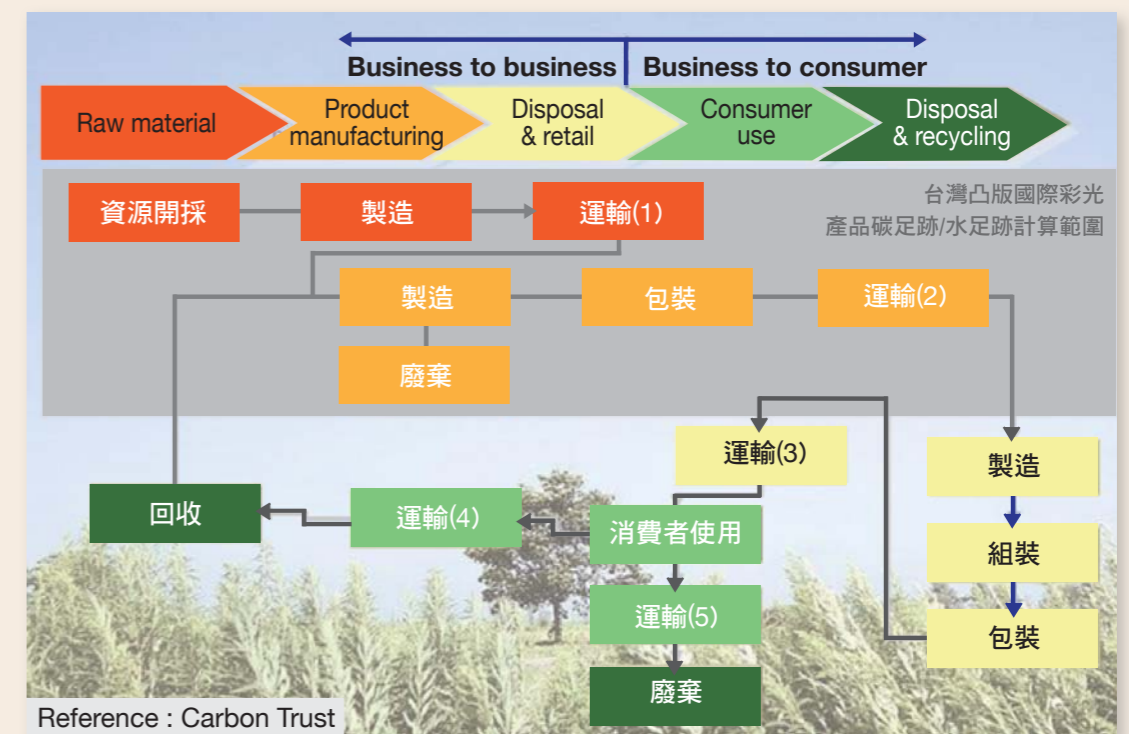 Business to business
Business to consumer
Raw material
Product
manufacturing
Disposal
& retail
Consumer
use
Disposal
& recycling
台灣凸版國際彩光
產品碳足跡/水足跡計算範圍
資源開採
製造
運輸(1)
製造
包裝
運輸(2)
廢棄
運輸(3)
製造
回收
運輸(4)
消費者使用
組裝
運輸(5)
包裝
廢棄
Reference : Carbon Trust